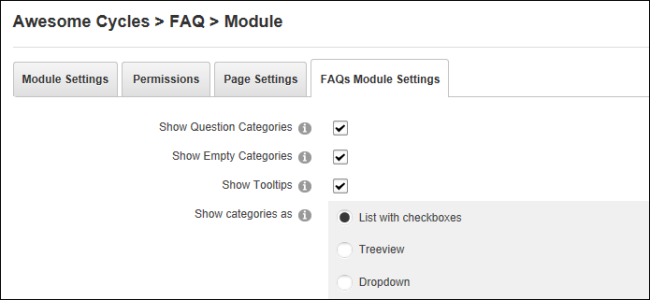 Awesome Cycles > FAQ > Module
Module Settings Permissions Page Settings FAQs Module Settings
Show Question Categories
Show Empty Categories
Show Tooltips
Show categories as
List with checkboxes
Treeview
Dropdown